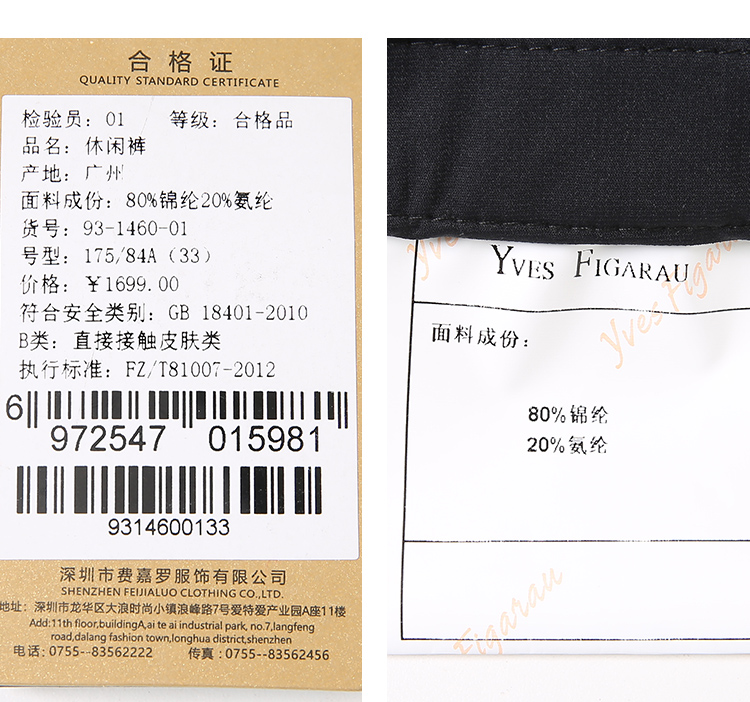 合格证
QUALITY STANDARD CERTIFICATE
检验员：01 等级：合格品
品名：休闲裤
产地：广州
面料成份：80%锦纶20%氨纶
货号：93-1460-01
号型：175/84A（33）
价格：￥1699.00
符合安全类别：GB 18401-2010
B类：直接接触皮肤类
执行标准：FZ/T81007-2012
6 972547 015981
9314600133
深圳市费嘉罗服饰有限公司
SHENZHEN FEIJIALUO CLOTHING CO.,LTD.
地址：深圳市龙华区大浪时尚小镇浪峰路7号爱特爱产业园A座11楼
Add:11th floor,buildingA,ai te ai industrial park, no.7,langfeng
road,dalang fashion town,longhua district,shenzhen
电话：0755-83562222 传真：0755-83562456
YVES FIGARAU
Yves Figarau
面料成份：
80%锦纶
20%氨纶
Figarau